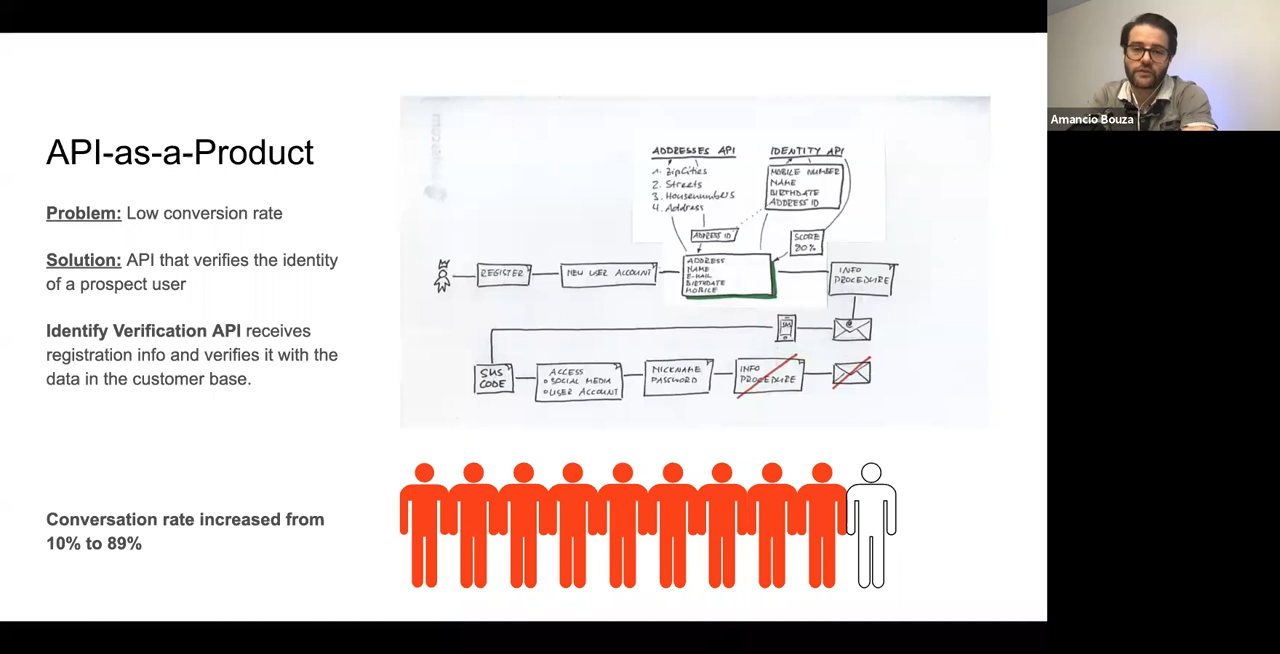 API-as-a-Product
Problem: Low conversion rate
Solution: API that verifies the identity
of a prospect user
Identify Verification API receives
registration info and verifies it with the
data in the customer base.
Conversation rate increased from
10% to 89%
ADDRESSES API
1. ZipCities
2. Streets
3. Housenumbers
4. Address
IDENTITY API
MOBILE NUMBER
NAME
BIRTHDATE
ADDRESS ID
ADDRESS ID
SCORE
80%
REGISTER
NEW USER ACCOUNT
ADDRESS
NAME
E-MAIL
BIRTHDATE
MOBILE
INFO
PROCEDURE
@
SMS
SMS
CODE
ACCESS
SOCIAL MEDIA
USER ACCOUNT
NICKNAME
PASSWORD
INFO
PROCEDURE
Amancio Bouza